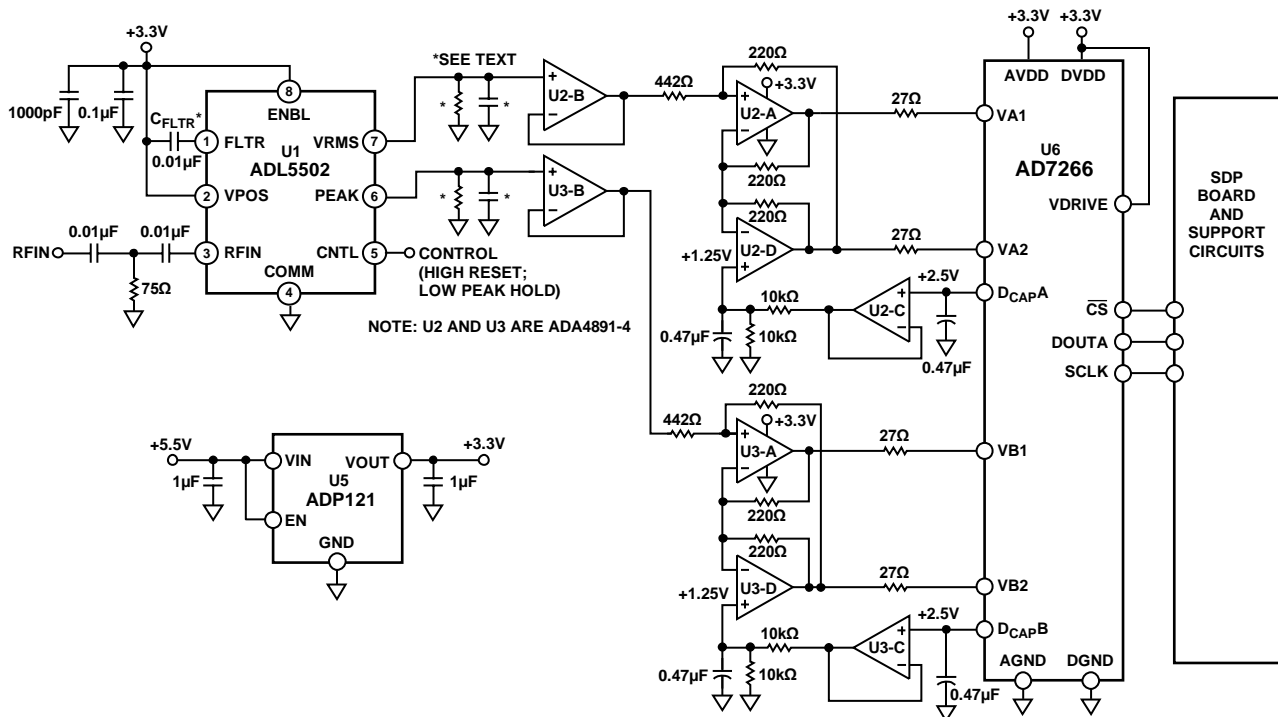 +3.3V
1000pF
0.1µF
CFLTR*
0.01µF
8
ENBL
1
FLTR
U1
ADL5502
VRMS
7
2
VPOS
PEAK
6
0.01µF
0.01µF
RFIN
3
RFIN
CNTL
5
COMM
4
75Ω
CONTROL
(HIGH RESET;
LOW PEAK HOLD)
NOTE: U2 AND U3 ARE ADA4891-4
*SEE TEXT
*
*
+
U2-B
−
*
*
+
U3-B
−
442Ω
220Ω
+
+3.3V
U2-A
−
220Ω
220Ω
−
U2-D
+
+1.25V
27Ω
27Ω
10kΩ
10kΩ
0.47µF
+
U2-C
−
+2.5V
0.47µF
442Ω
220Ω
+
+3.3V
U3-A
−
220Ω
220Ω
−
U3-D
+
+1.25V
27Ω
27Ω
10kΩ
10kΩ
0.47µF
+
U3-C
−
+2.5V
0.47µF
+3.3V
+3.3V
AVDD
DVDD
VA1
U6
AD7266
VDRIVE
VA2
DCAPA
CS
DOUTA
SCLK
VB1
VB2
DCAPB
AGND
DGND
SDP
BOARD
AND
SUPPORT
CIRCUITS
+5.5V
1µF
VIN
VOUT
U5
ADP121
EN
GND
+3.3V
1µF